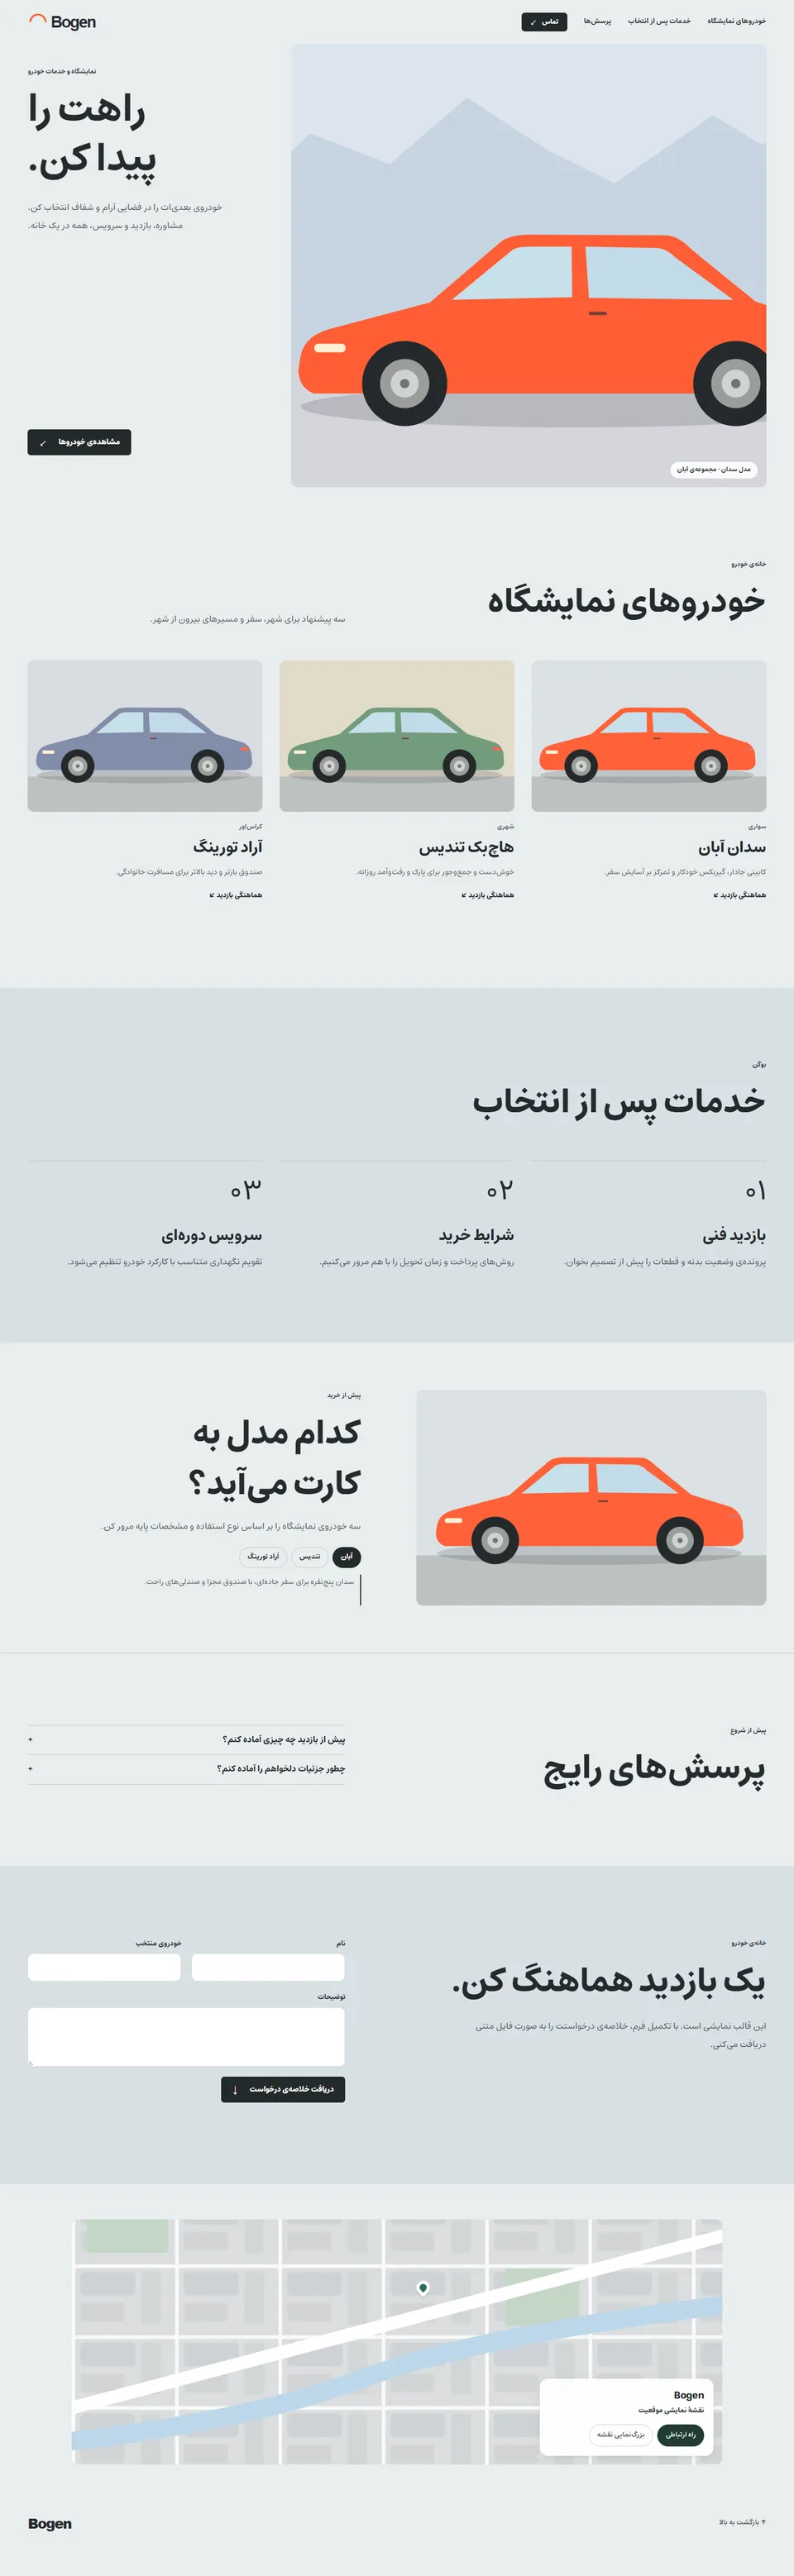 خودروهای نمایشگاه
خدمات پس از انتخاب
پرسش‌ها
تماس ↙
Bogen
نمایشگاه و خدمات خودرو
راهت را
پیدا کن.
خودروی بعدی‌ات را در فضایی آرام و شفاف انتخاب کن.
مشاوره، بازدید و سرویس، همه در یک خانه.
مشاهده‌ی خودروها ↙
مدل سدان · مجموعه‌ی آبان
خانه‌ی خودرو
خودروهای نمایشگاه
سه پیشنهاد برای شهر، سفر و مسیرهای بیرون از شهر.
سواری
سدان آبان
کابینی جادار، گیربکس خودکار و تمرکز بر آسایش سفر.
هماهنگی بازدید ↙
شهری
هاچ‌بک تندیس
خوش‌دست و جمع‌وجور برای پارک و رفت‌وآمد روزانه.
هماهنگی بازدید ↙
کراس‌اور
آراد تورینگ
صندوق بازتر و دید بالاتر برای مسافرت خانوادگی.
هماهنگی بازدید ↙
بوگن
خدمات پس از انتخاب
۰۱
بازدید فنی
پرونده‌ی وضعیت بدنه و قطعات را پیش از تصمیم بخوان.
۰۲
شرایط خرید
روش‌های پرداخت و زمان تحویل را با هم مرور می‌کنیم.
۰۳
سرویس دوره‌ای
تقویم نگهداری متناسب با کارکرد خودرو تنظیم می‌شود.
پیش از خرید
کدام مدل به
کارت می‌آید؟
سه خودروی نمایشگاه را بر اساس نوع استفاده و مشخصات پایه مرور کن.
آبان
تندیس
آراد تورینگ
سدان پنج‌نفره برای سفر جاده‌ای، با صندوق مجزا و صندلی‌های راحت.
پیش از شروع
پرسش‌های رایج
پیش از بازدید چه چیزی آماده کنم؟ +
چطور جزئیات دلخواهم را آماده کنم؟ +
خانه‌ی خودرو
یک بازدید هماهنگ کن.
این قالب نمایشی است. با تکمیل فرم، خلاصه‌ی درخواستت را به صورت فایل متنی
دریافت می‌کنی.
نام
خودروی منتخب
توضیحات
دریافت خلاصه‌ی درخواست ↓
Bogen
نقشهٔ نمایشی موقعیت
راه ارتباطی
بزرگ‌نمایی نقشه
↑ بازگشت به بالا
Bogen